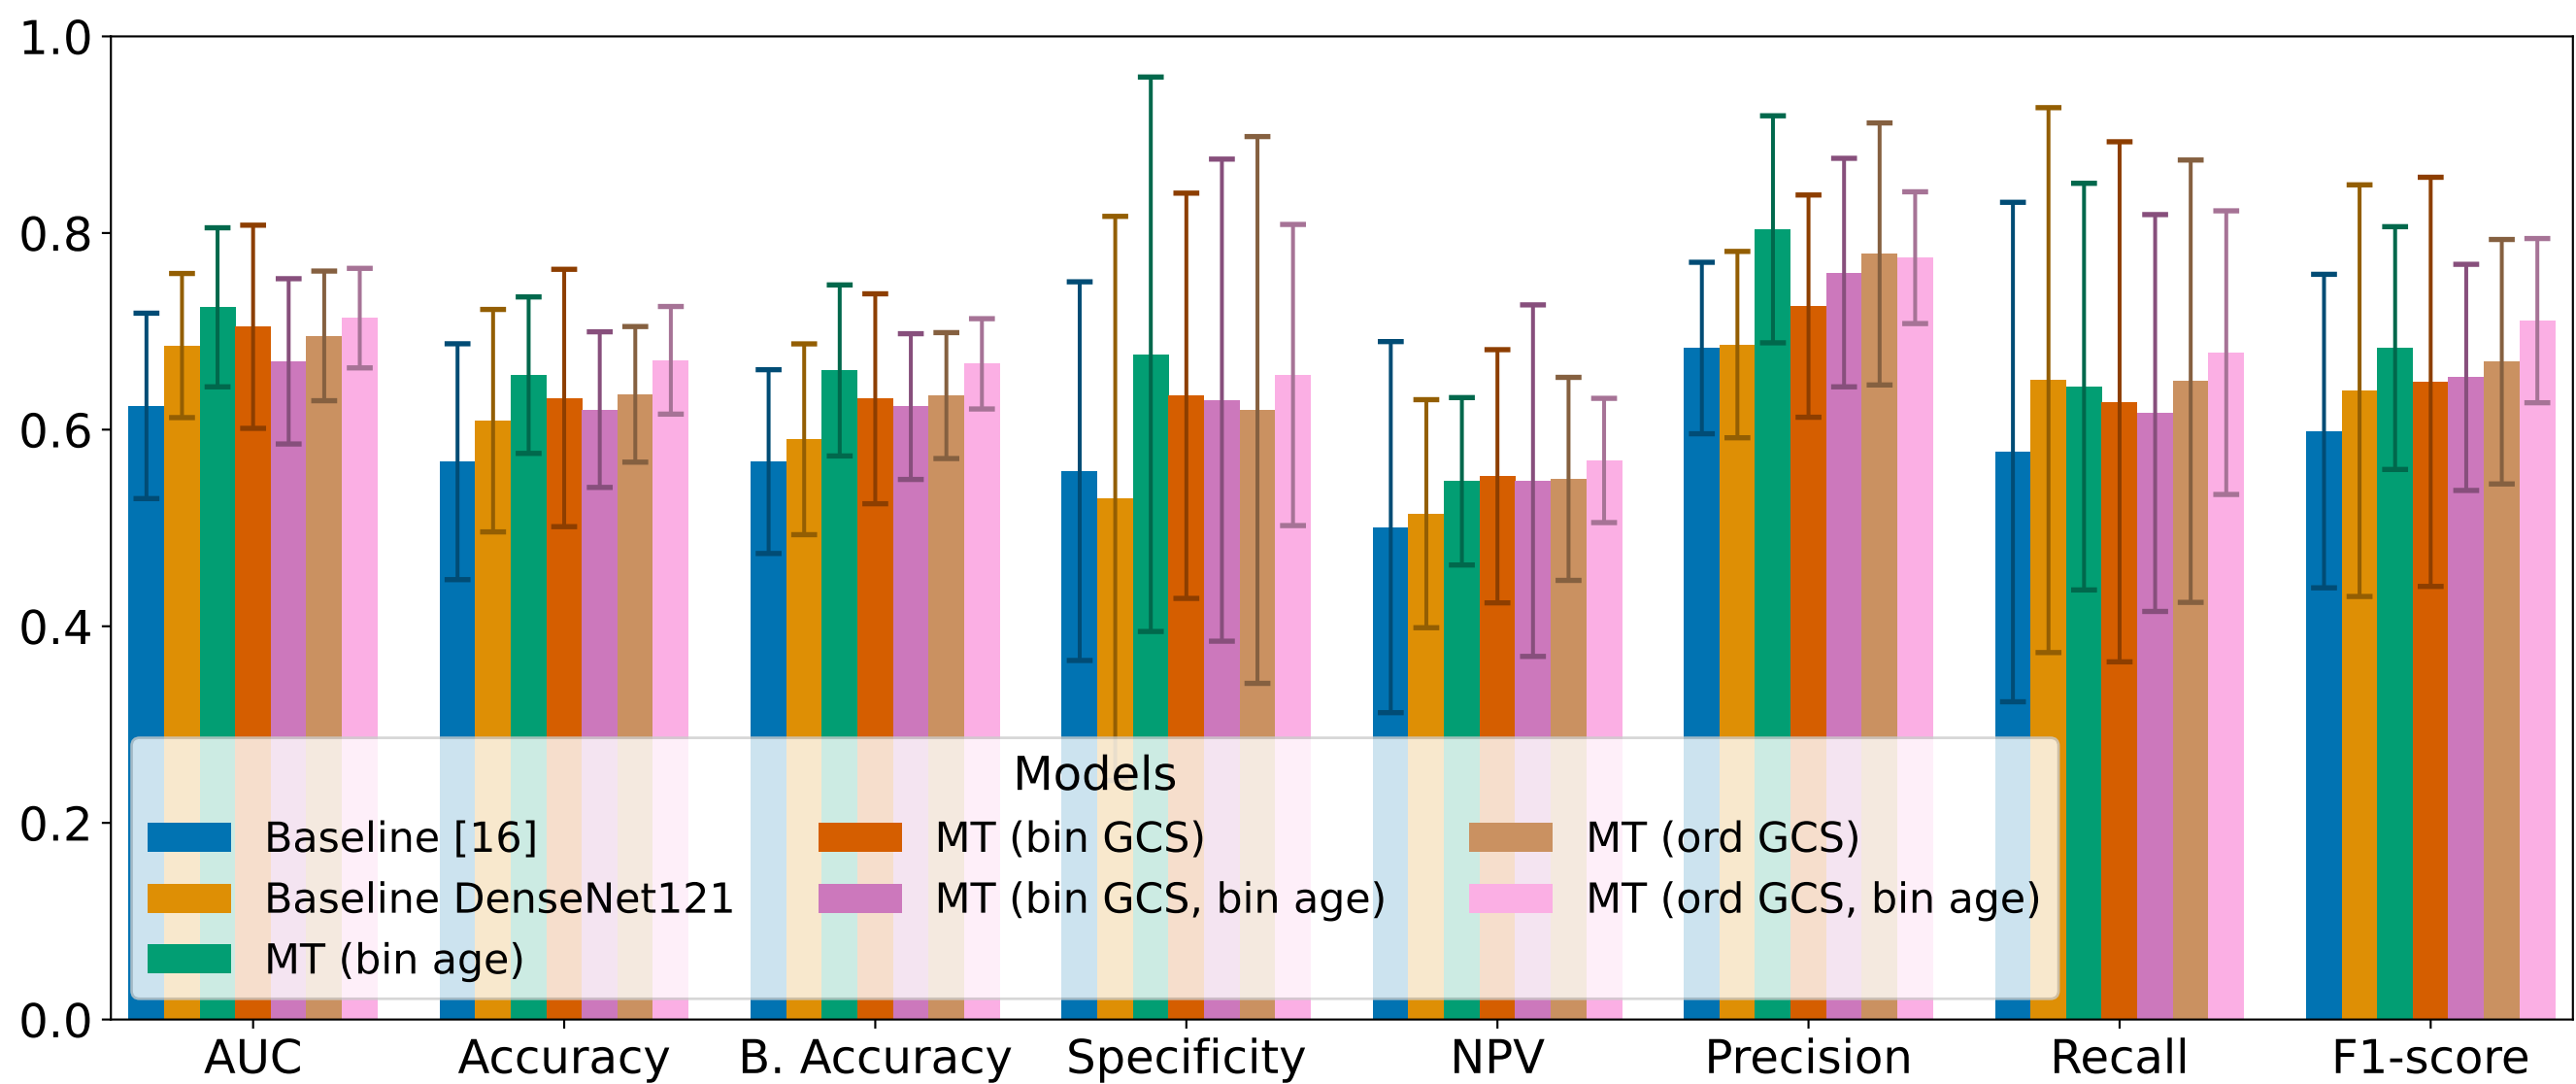 1.0
0.8
0.6
0.4
0.2
0.0
Models
Baseline [16]
Baseline DenseNet121
MT (bin age)
MT (bin GCS)
MT (bin GCS, bin age)
MT (ord GCS)
MT (ord GCS, bin age)
AUC
Accuracy
B. Accuracy
Specificity
NPV
Precision
Recall
F1-score